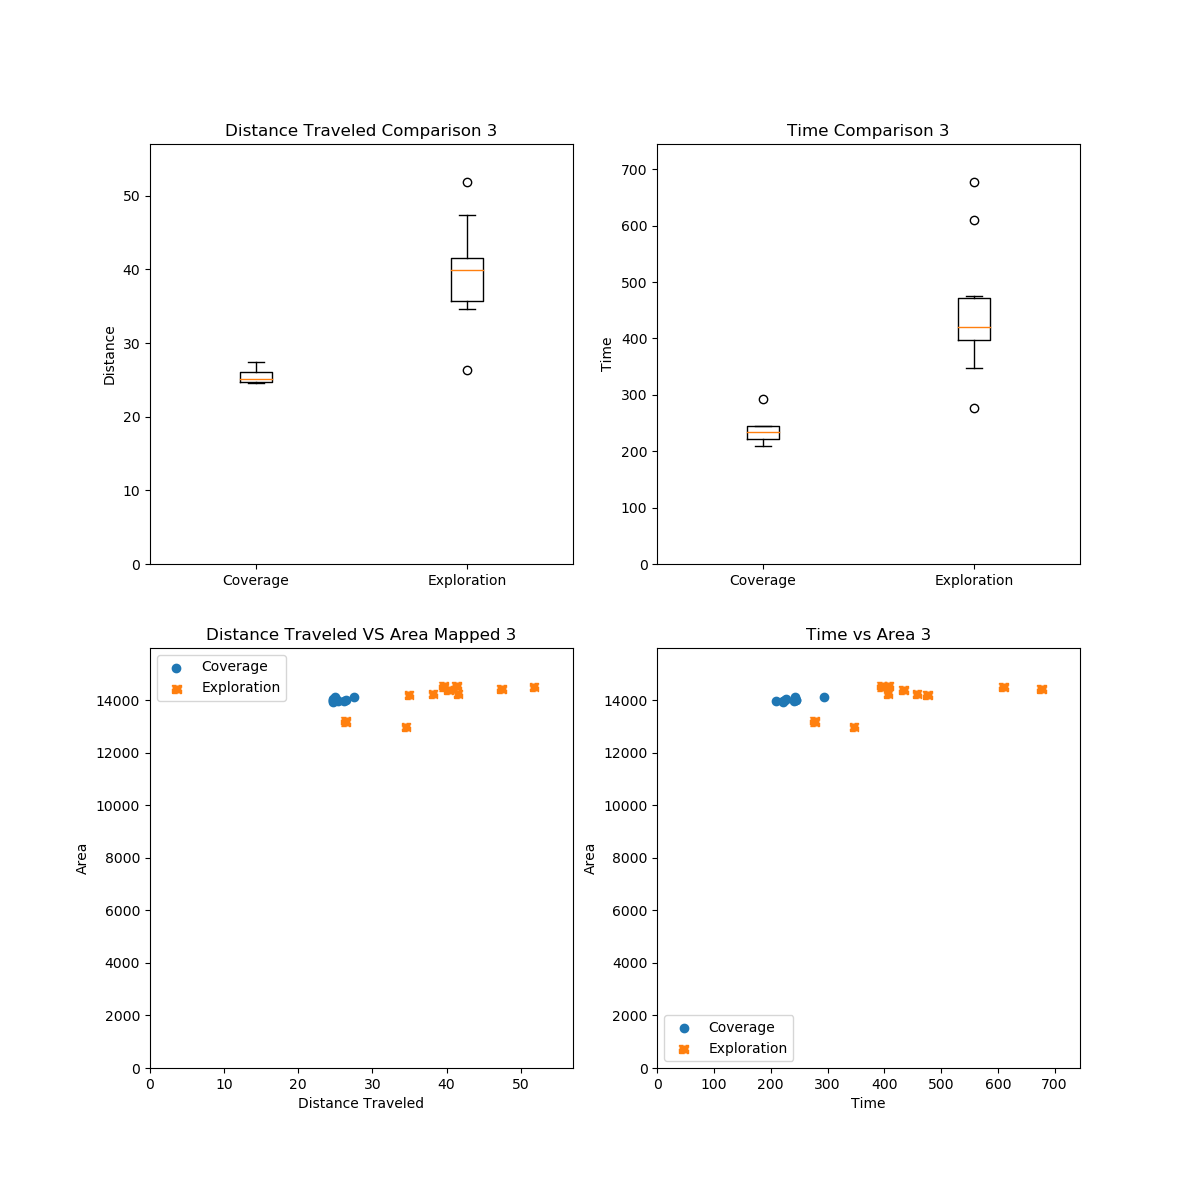 Distance Traveled Comparison 3
Distance
50
40
30
20
10
0
Coverage Exploration
Time Comparison 3
Time
700
600
500
400
300
200
100
0
Coverage Exploration
Distance Traveled VS Area Mapped 3
Coverage
Exploration
Area
14000
12000
10000
8000
6000
4000
2000
0
0 10 20 30 40 50
Distance Traveled
Time vs Area 3
Area
14000
12000
10000
8000
6000
4000
2000
0
Coverage
Exploration
0 100 200 300 400 500 600 700
Time